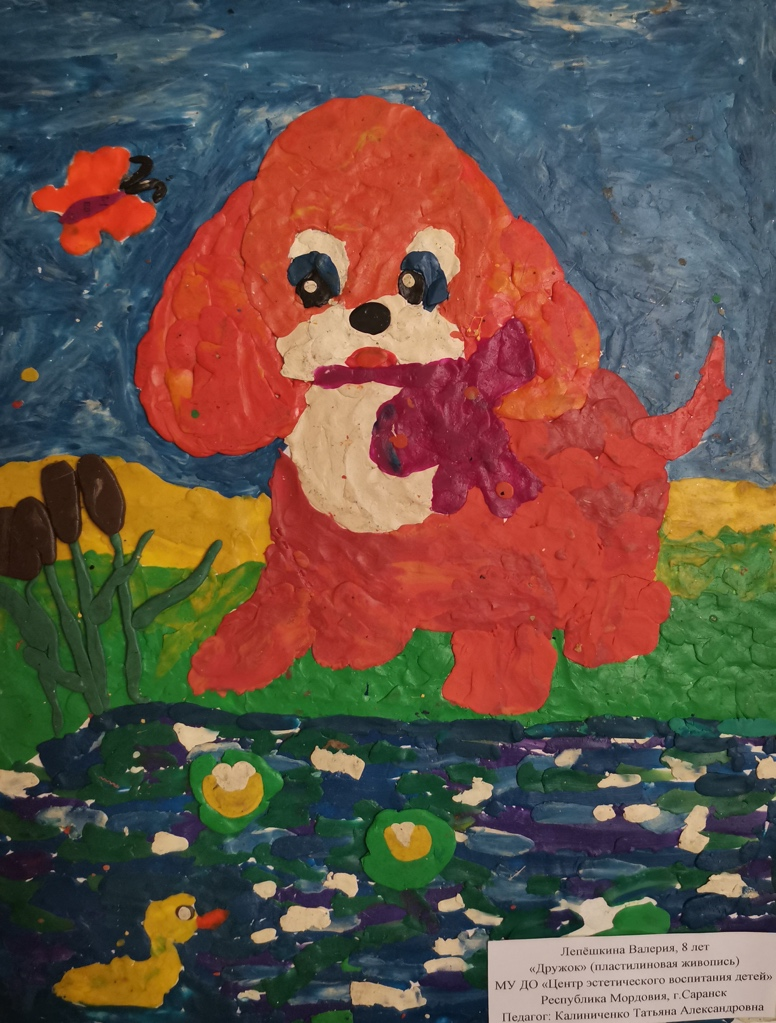 Лепёшкина Валерия, 8 лет
«Дружок» (пластилиновая живопись)
МУ ДО «Центр эстетического воспитания детей»
Республика Мордовия, г.Саранск
Педагог: Калиниченко Татьяна Александровна